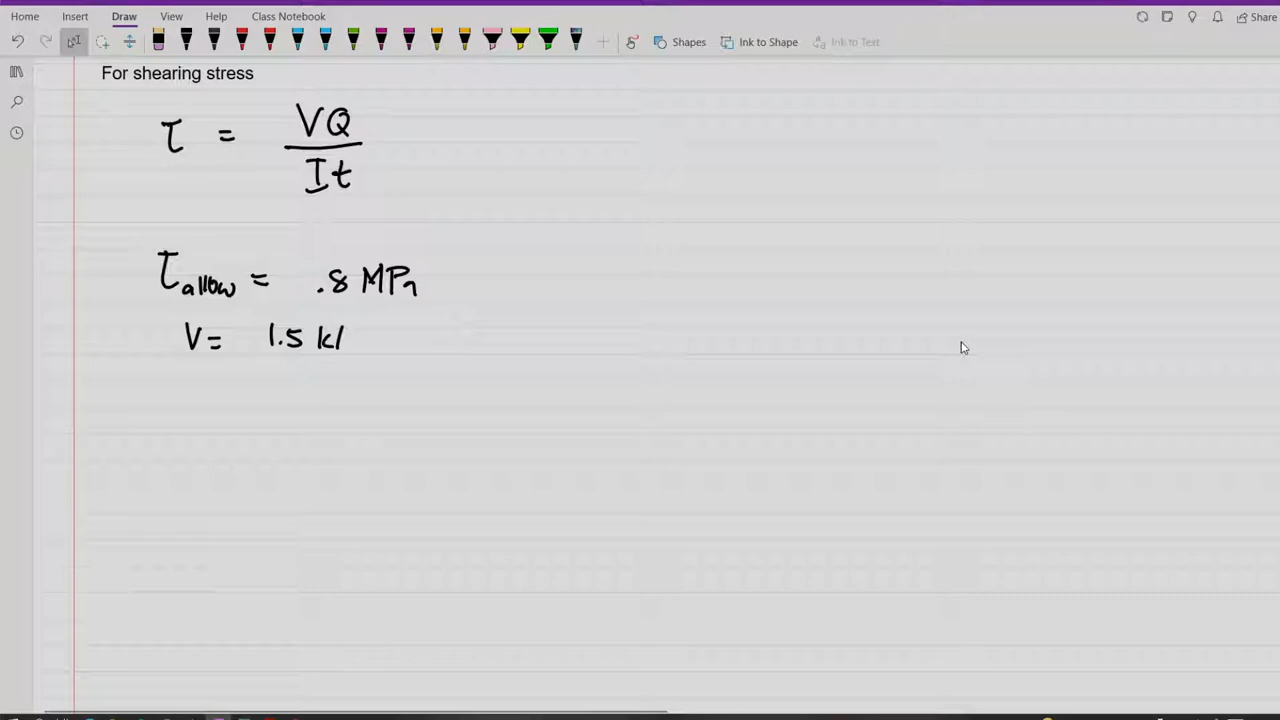 Home Insert Draw View Help Class Notebook Share
Shapes Ink to Shape Ink to Text
For shearing stress
τ = VQ / It
τallow = .8 MPa
V = 1.5 k